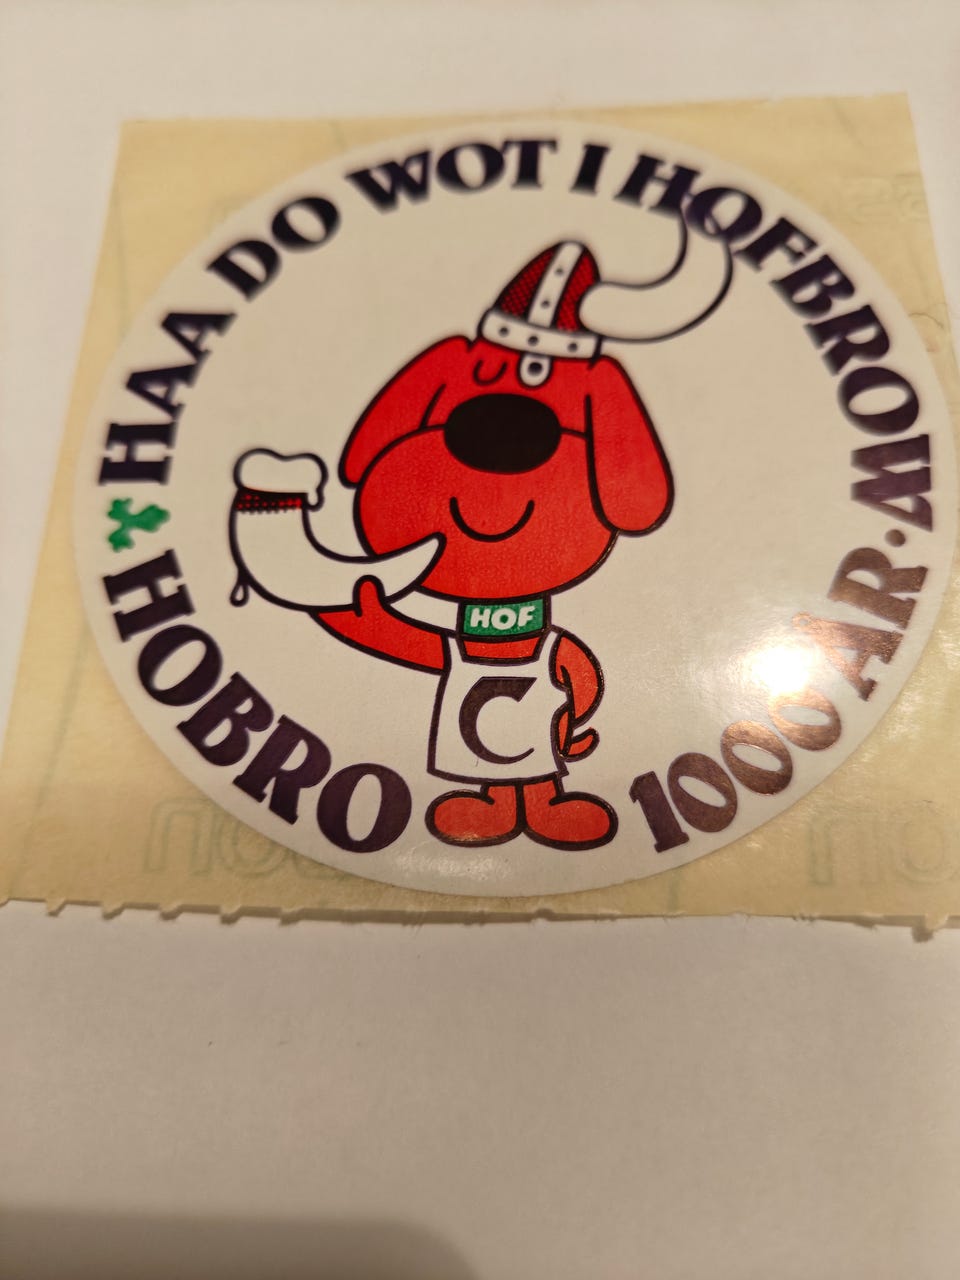 HAA DO WOT I HOFBROW · 1000 ÅR
HOBRO
HOF
C